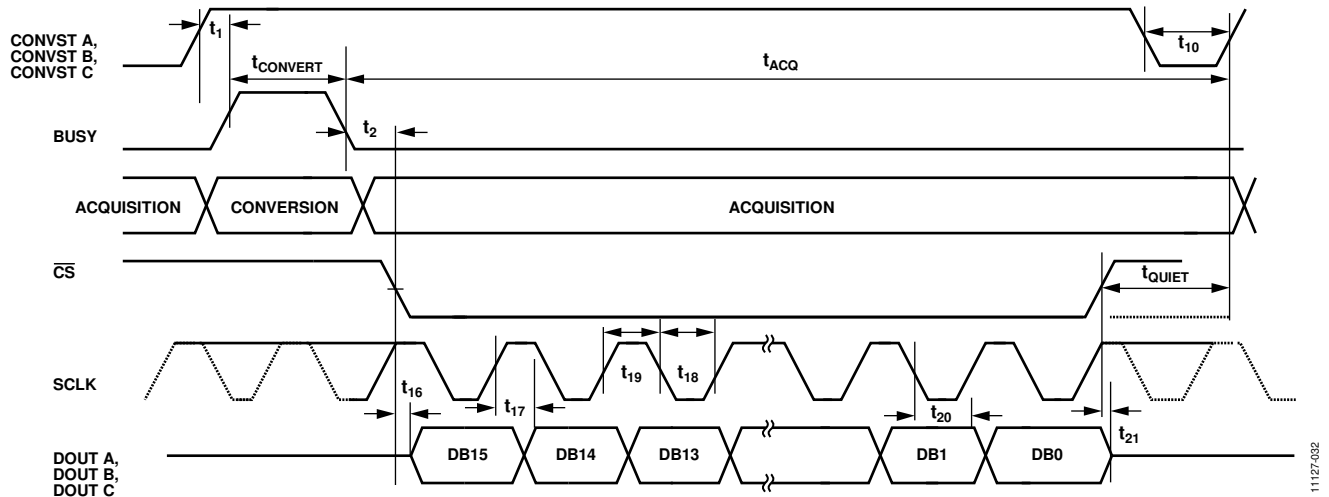 CONVST A,
CONVST B,
CONVST C
t1
tCONVERT
tACQ
t10
BUSY
t2
ACQUISITION
CONVERSION
ACQUISITION
CS
tQUIET
SCLK
t16
t17
t19
t18
t20
t21
DOUT A,
DOUT B,
DOUT C
DB15
DB14
DB13
DB1
DB0
11127-032